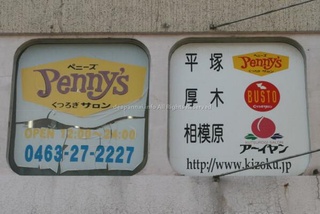 ペニーズ
Penny's
くつろぎサロン
OPEN
0463-27-2227
平塚
Penny's
厚木
BUSTO
相模原
アーイヤン
http://www.kizoku.jp